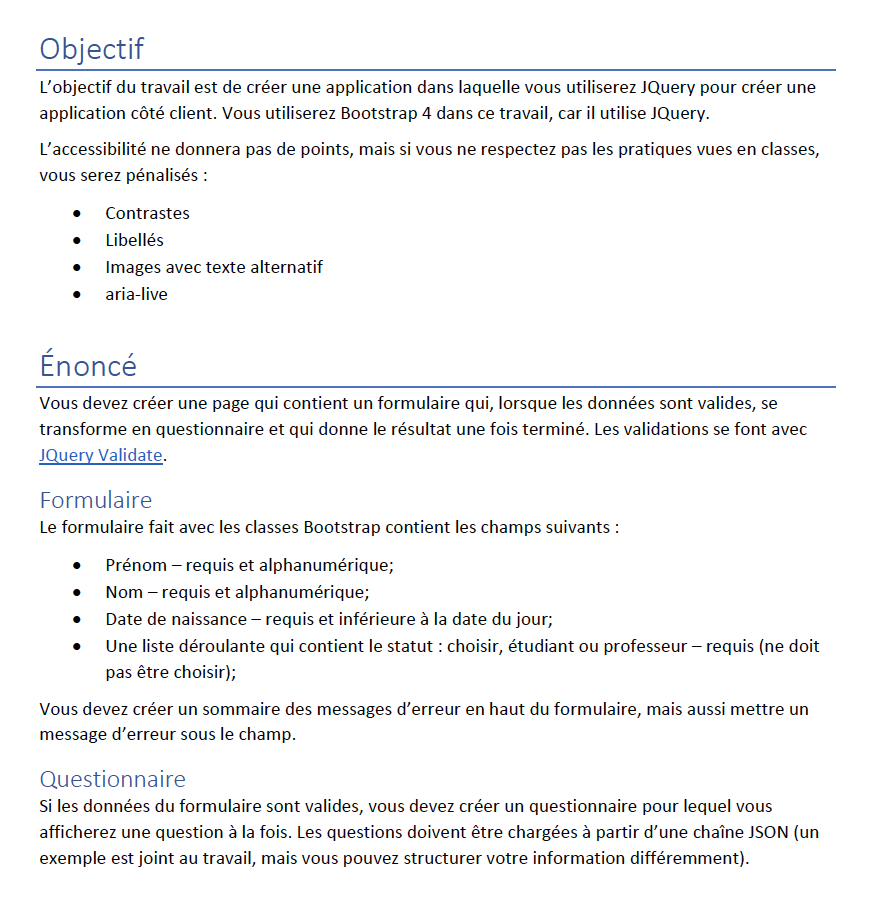 Objectif
L’objectif du travail est de créer une application dans laquelle vous utiliserez JQuery pour créer une
application côté client. Vous utiliserez Bootstrap 4 dans ce travail, car il utilise JQuery.
L’accessibilité ne donnera pas de points, mais si vous ne respectez pas les pratiques vues en classes,
vous serez pénalisés :
• Contrastes
• Libellés
• Images avec texte alternatif
• aria-live
Énoncé
Vous devez créer une page qui contient un formulaire qui, lorsque les données sont valides, se
transforme en questionnaire et qui donne le résultat une fois terminé. Les validations se font avec
JQuery Validate.
Formulaire
Le formulaire fait avec les classes Bootstrap contient les champs suivants :
• Prénom – requis et alphanumérique;
• Nom – requis et alphanumérique;
• Date de naissance – requis et inférieure à la date du jour;
• Une liste déroulante qui contient le statut : choisir, étudiant ou professeur – requis (ne doit
pas être choisir);
Vous devez créer un sommaire des messages d’erreur en haut du formulaire, mais aussi mettre un
message d’erreur sous le champ.
Questionnaire
Si les données du formulaire sont valides, vous devez créer un questionnaire pour lequel vous
afficherez une question à la fois. Les questions doivent être chargées à partir d’une chaîne JSON (un
exemple est joint au travail, mais vous pouvez structurer votre information différemment).